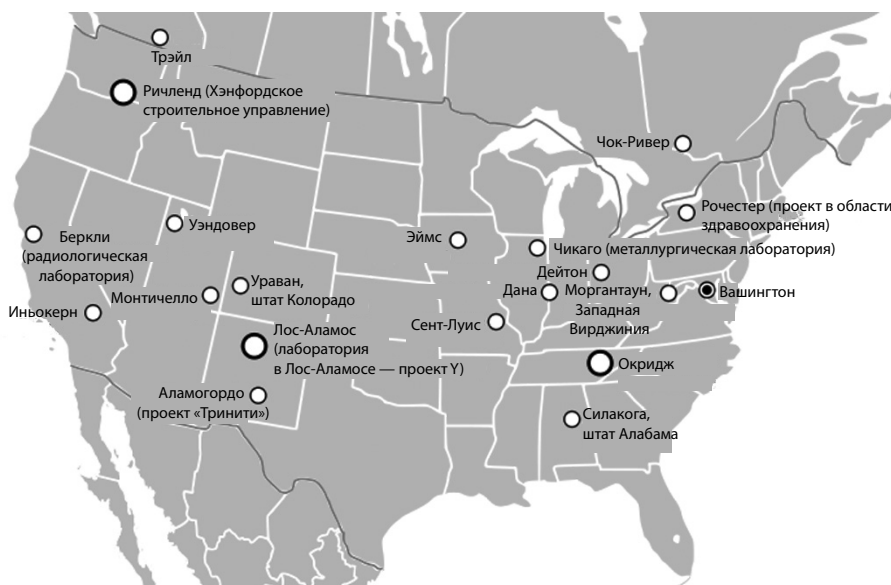 Трэйл
Ричленд (Хэнфордское
строительное управление)
Чок-Ривер
Рочестер (проект в области
здравоохранения)
Уэндовер
Беркли
(радиологическая
лаборатория)
Эймс
Чикаго (металлургическая лаборатория)
Дейтон
Ураван,
штат Колорадо
Монтичелло
Дана
Моргантаун,
Западная
Вирджиния
Вашингтон
Иньокерн
Сент-Луис
Лос-Аламос
(лаборатория
в Лос-Аламосе — проект Y)
Окридж
Аламогордо
(проект «Тринити»)
Силакога,
штат Алабама